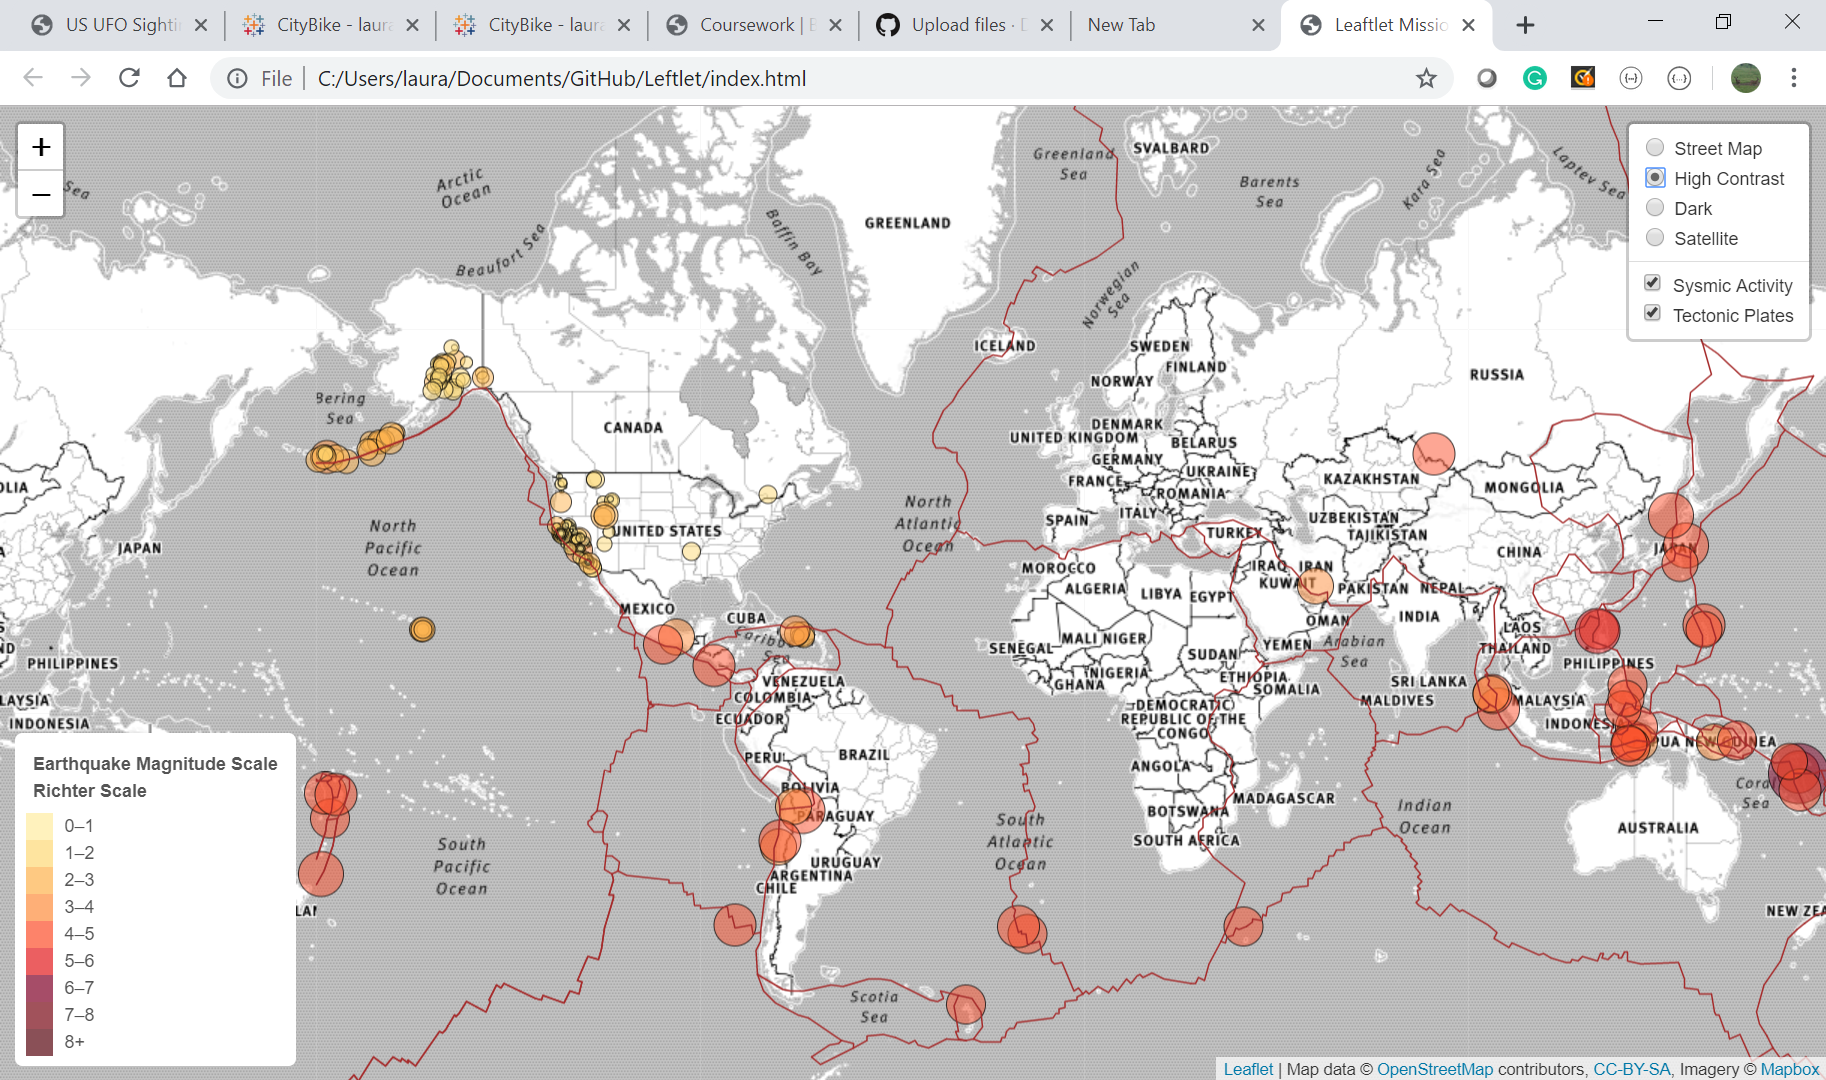 US UFO Sighti
CityBike - laura
CityBike - laura
Coursework | B
Upload files · D
New Tab
Leaftlet Missio
File
C:/Users/laura/Documents/GitHub/Leftlet/index.html
+
−
Street Map
High Contrast
Dark
Satellite
Sysmic Activity
Tectonic Plates
Sea
Arctic
Ocean
Beaufort Sea
Baffin Bay
GREENLAND
Greenland
Sea
SVALBARD
Barents
Sea
Kara Sea
Laptev Sea
Norwegian
Sea
ICELAND
SWEDEN
FINLAND
NORWAY
RUSSIA
Bering
Sea
CANADA
DENMARK
UNITED KINGDOM
BELARUS
GERMANY
UKRAINE
FRANCE
ROMANIA
KAZAKHSTAN
MONGOLIA
OLIA
North
Pacific
Ocean
UNITED STATES
North
Atlantic
Ocean
SPAIN
ITALY
TURKEY
UZBEKISTAN
TAJIKISTAN
CHINA
JAPAN
JAPAN
MOROCCO
ALGERIA
LIBYA
EGYPT
IRAQ
IRAN
KUWAIT
PAKISTAN
NEPAL
INDIA
MEXICO
CUBA
Caribbean
Sea
SENEGAL
MALI
NIGER
SUDAN
YEMEN
OMAN
Arabian
Sea
LAOS
THAILAND
PHILIPPINES
ND
PHILIPPINES
LAYSIA
INDONESIA
VENEZUELA
COLOMBIA
ECUADOR
NIGERIA
GHANA
ETHIOPIA
SOMALIA
SRI LANKA
MALDIVES
MALAYSIA
INDONESI
DEMOCRATIC
REPUBLIC OF THE
CONGO
PUA NEW GUINEA
PERU
BRAZIL
ANGOLA
BOLIVIA
PARAGUAY
BOTSWANA
MADAGASCAR
SOUTH AFRICA
Indian
Ocean
Coral
Sea
AUSTRALIA
South
Pacific
Ocean
South
Atlantic
Ocean
URUGUAY
ARGENTINA
CHILE
NEW ZEA
LAN
Scotia
Sea
Earthquake Magnitude Scale
Richter Scale
0–1
1–2
2–3
3–4
4–5
5–6
6–7
7–8
8+
Leaflet | Map data © OpenStreetMap contributors, CC-BY-SA, Imagery © Mapbox